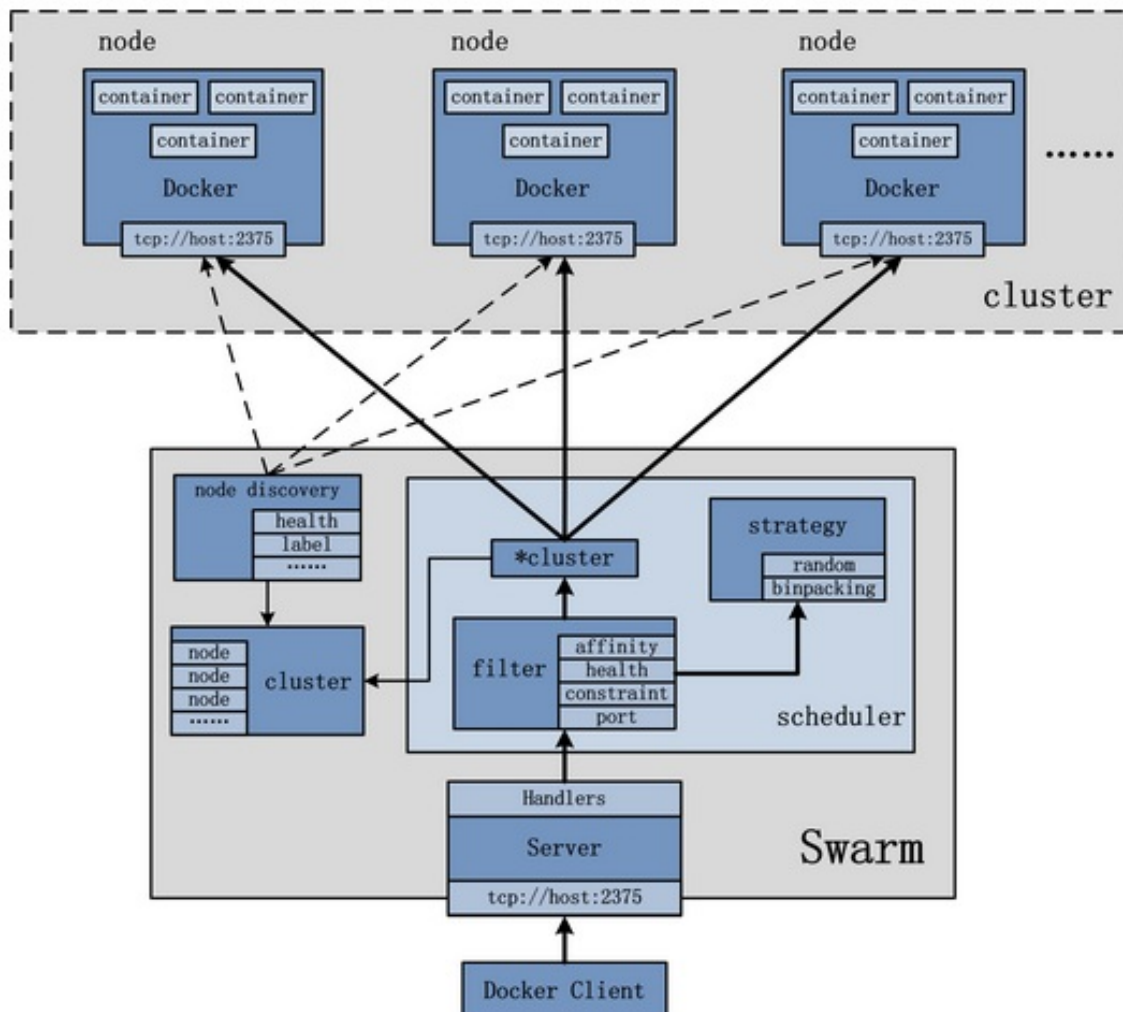 node node node
container container container container container container
container container container
Docker Docker Docker
......
tcp://host:2375 tcp://host:2375 tcp://host:2375
cluster
node discovery
health
label
......
strategy
random
binpacking
*cluster
node
node
node
......
cluster
filter
affinity
health
constraint
port
scheduler
Handlers
Server
tcp://host:2375
Swarm
Docker Client